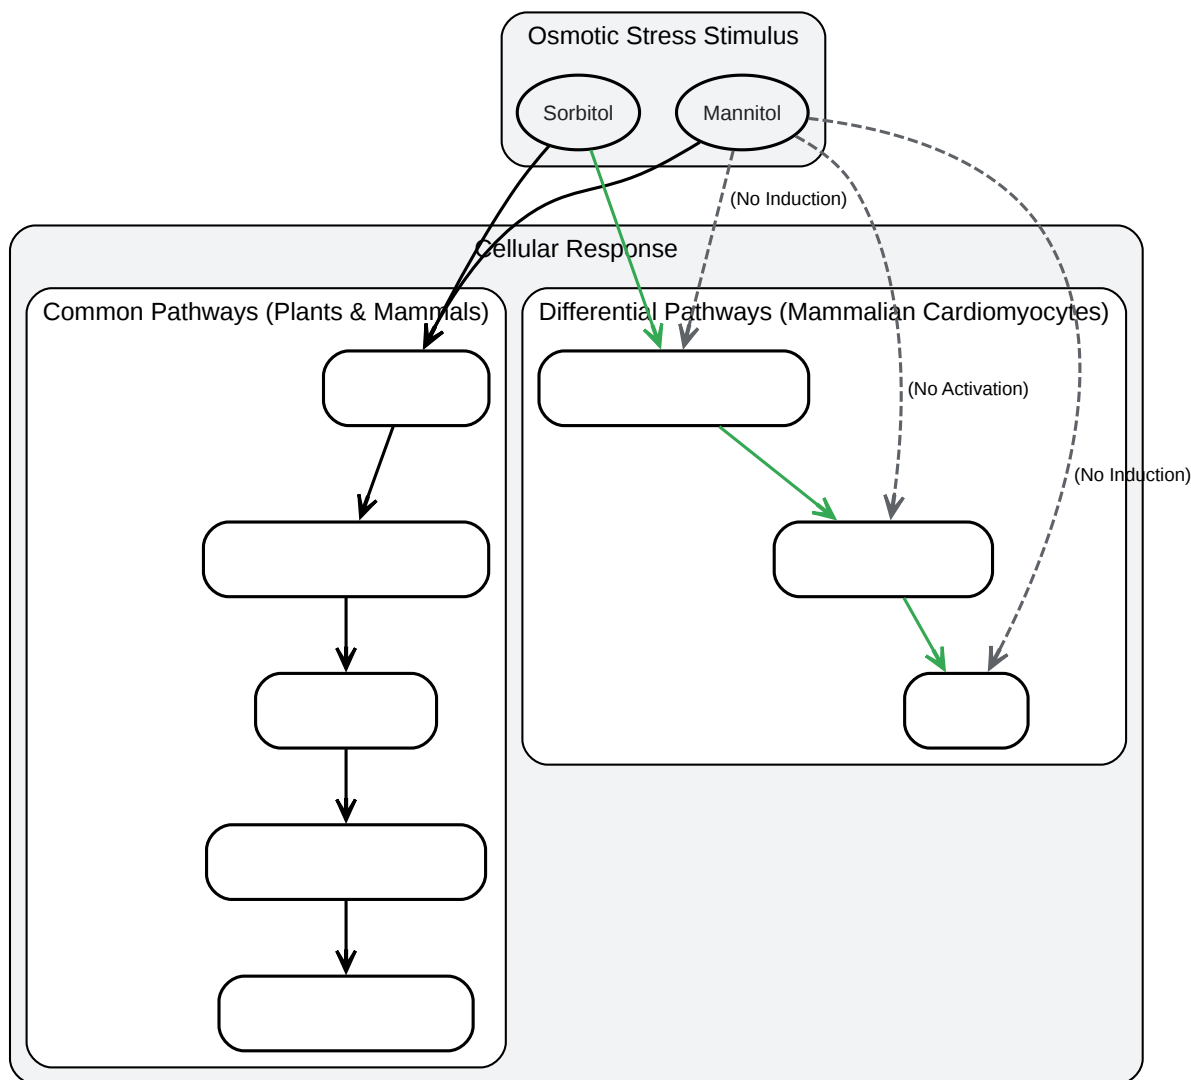 Osmotic Stress Stimulus
Sorbitol
Mannitol
(No Induction)
Cellular Response
Common Pathways (Plants & Mammals)
Differential Pathways (Mammalian Cardiomyocytes)
(No Activation)
(No Induction)